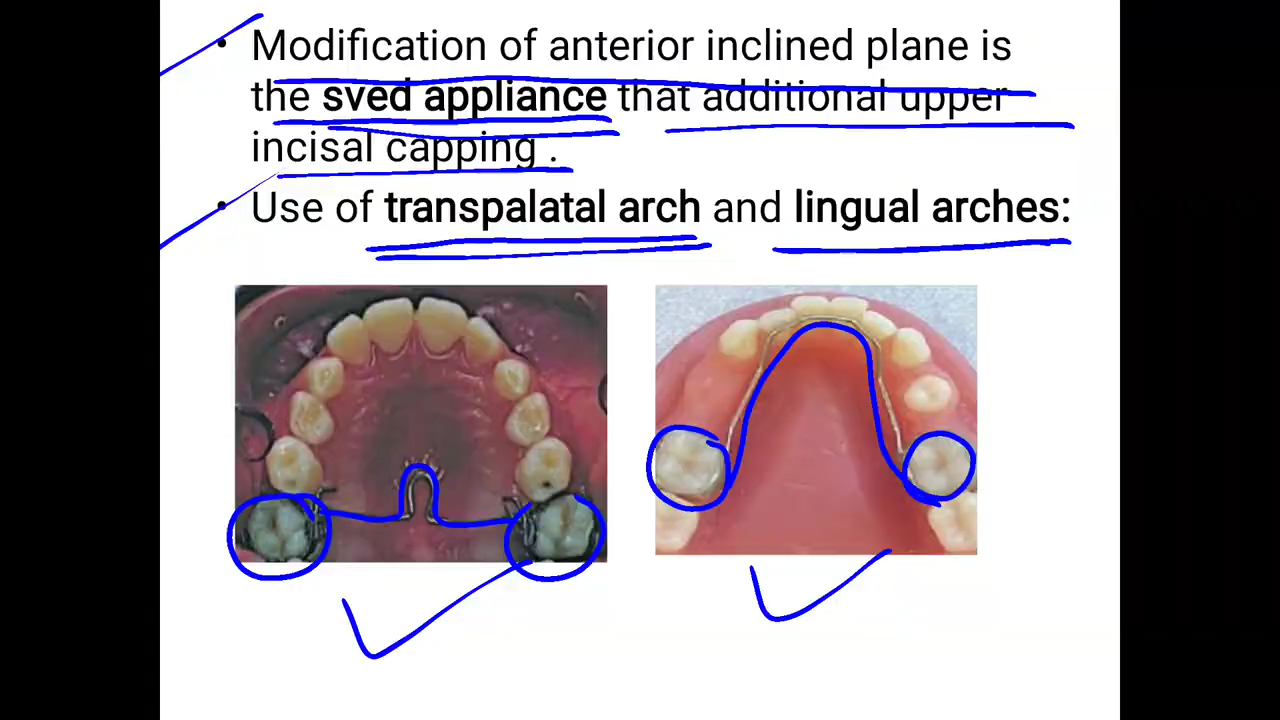 • Modification of anterior inclined plane is
the sved appliance that additional upper
incisal capping .
• Use of transpalatal arch and lingual arches: